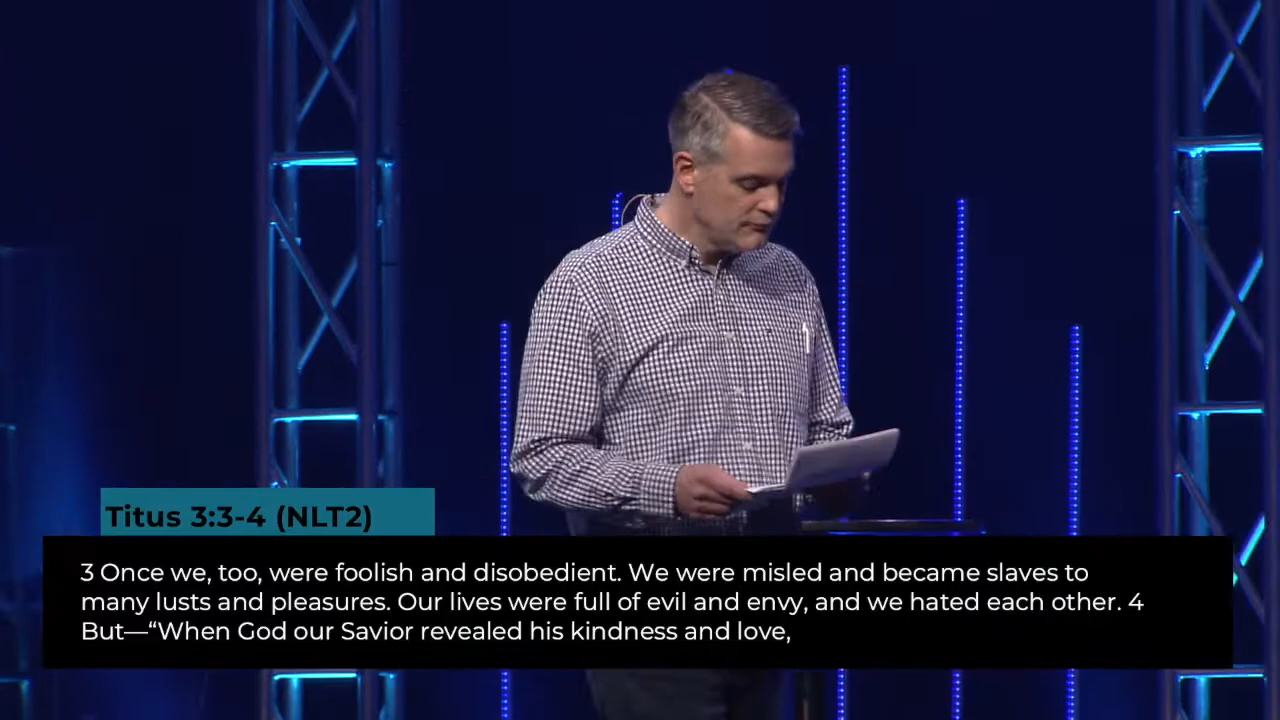 Titus 3:3-4 (NLT2)
3 Once we, too, were foolish and disobedient. We were misled and became slaves to
many lusts and pleasures. Our lives were full of evil and envy, and we hated each other. 4
But—“When God our Savior revealed his kindness and love,